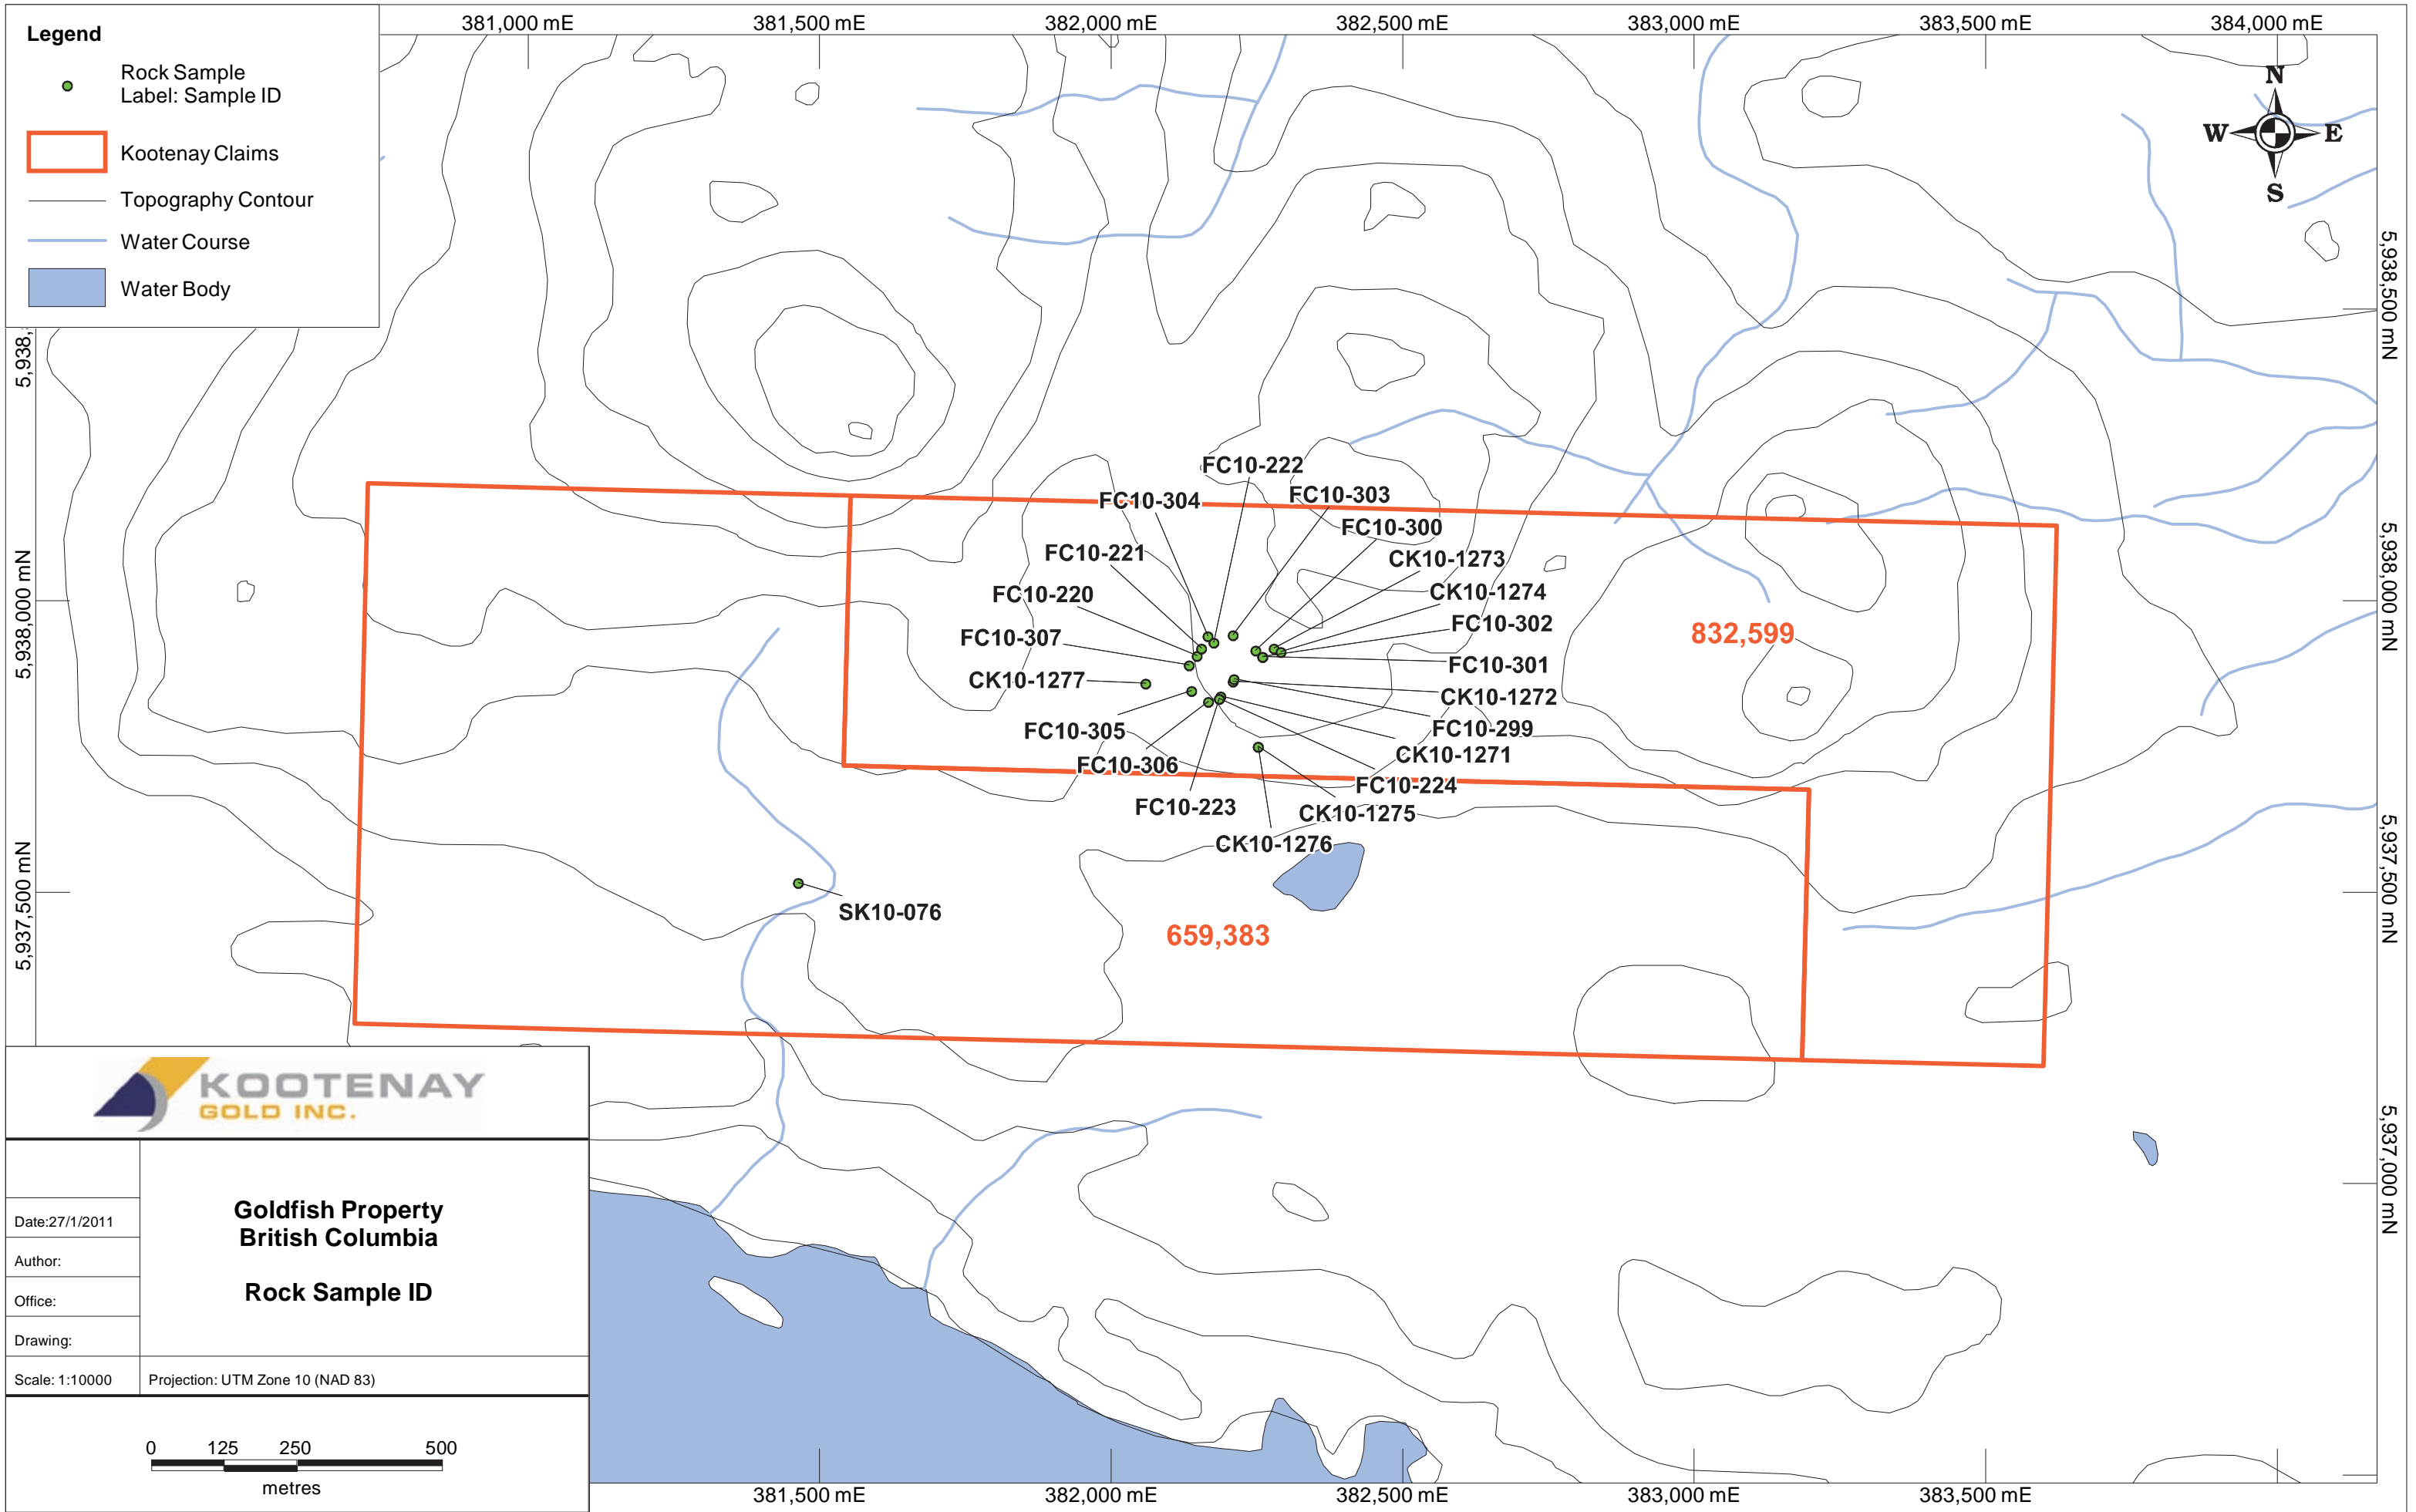 381,000 mE
381,500 mE
382,000 mE
382,500 mE
383,000 mE
383,500 mE
384,000 mE
Legend
Rock Sample
Label: Sample ID
Kootenay Claims
Topography Contour
Water Course
Water Body
N
W
E
S
5,938,500 mN
5,938,
FC10-222
FC10-304
FC10-303
FC10-300
FC10-221
CK10-1273
FC10-220
CK10-1274
FC10-307
FC10-302
832,599
FC10-301
CK10-1277
CK10-1272
FC10-305
FC10-299
CK10-1271
FC10-306
FC10-224
FC10-223
CK10-1275
CK10-1276
5,938,000 mN
5,938,000 mN
SK10-076
659,383
5,937,500 mN
5,937,500 mN
5,937,000 mN
KOOTENAY
GOLD INC.
Goldfish Property
British Columbia
Rock Sample ID
Date:27/1/2011
Author:
Office:
Drawing:
Scale: 1:10000
Projection: UTM Zone 10 (NAD 83)
0 125 250 500
metres
381,500 mE
382,000 mE
382,500 mE
383,000 mE
383,500 mE